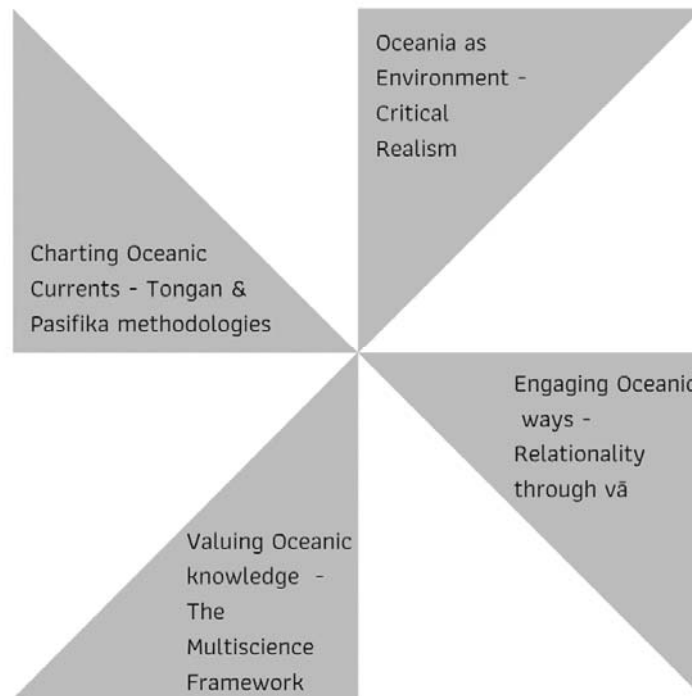 Oceania as
Environment -
Critical
Realism
Charting Oceanic
Currents - Tongan &
Pasifika methodologies
Engaging Oceanic
ways -
Relationality
through vā
Valuing Oceanic
knowledge -
The
Multiscience
Framework